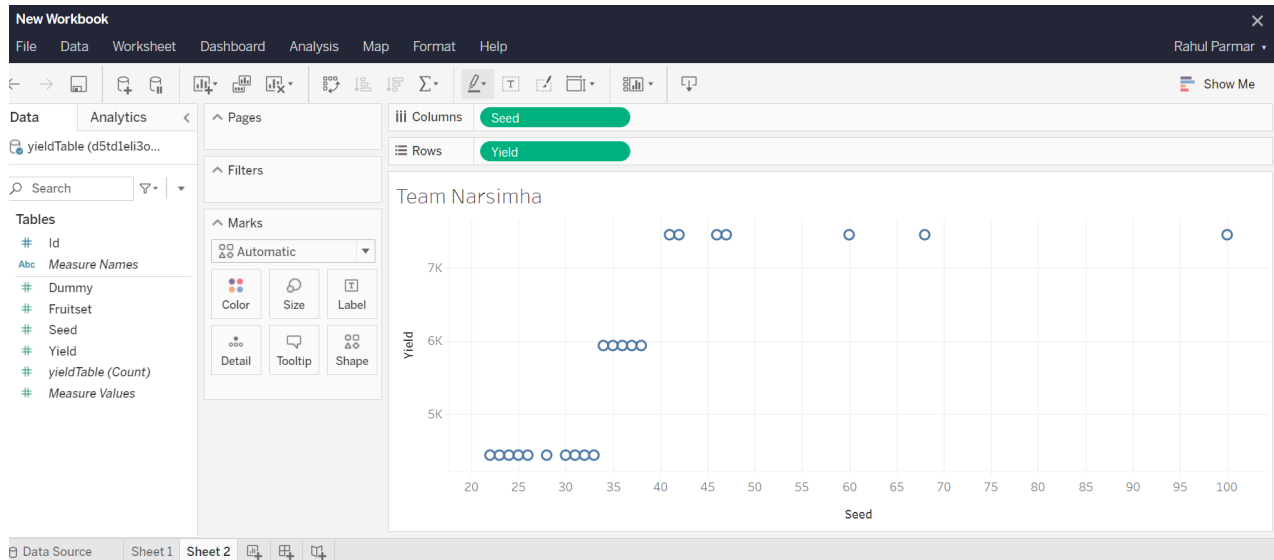 New Workbook
File Data Worksheet Dashboard Analysis Map Format Help Rahul Parmar
Show Me
Data Analytics
yieldTable (d5td1eli3o...
Search
Tables
Id
Abc Measure Names
Dummy
Fruitset
Seed
Yield
yieldTable (Count)
Measure Values
Pages
Filters
Marks
Automatic
Color Size Label
Detail Tooltip Shape
Columns Seed
Rows Yield
Team Narsimha
7K
6K
5K
Yield
20 25 30 35 40 45 50 55 60 65 70 75 80 85 90 95 100
Seed
Data Source Sheet 1 Sheet 2